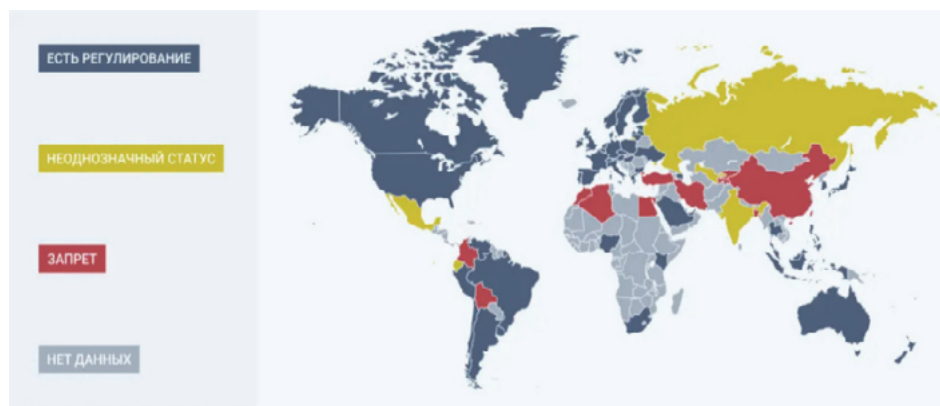 ЕСТЬ РЕГУЛИРОВАНИЕ
НЕОДНОЗНАЧНЫЙ СТАТУС
ЗАПРЕТ
НЕТ ДАННЫХ